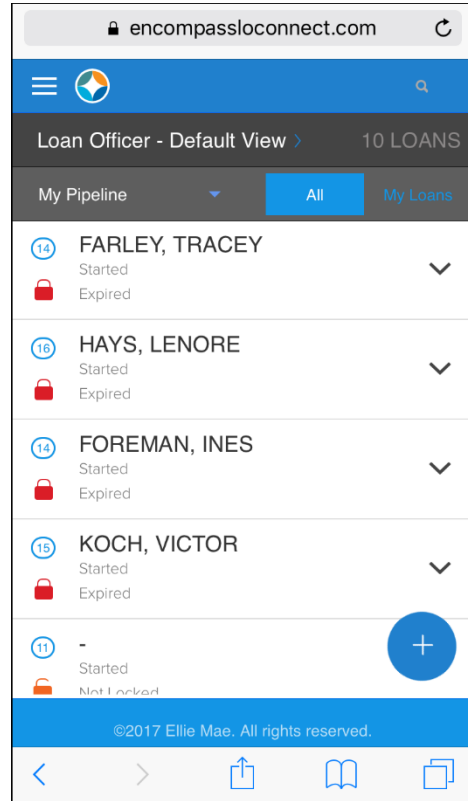 encompassloconnect.com
Loan Officer - Default View > 10 LOANS
My Pipeline All My Loans
14 FARLEY, TRACEY
Started
Expired
16 HAYS, LENORE
Started
Expired
14 FOREMAN, INES
Started
Expired
15 KOCH, VICTOR
Started
Expired
11 -
Started
Not Locked
+
©2017 Ellie Mae. All rights reserved.